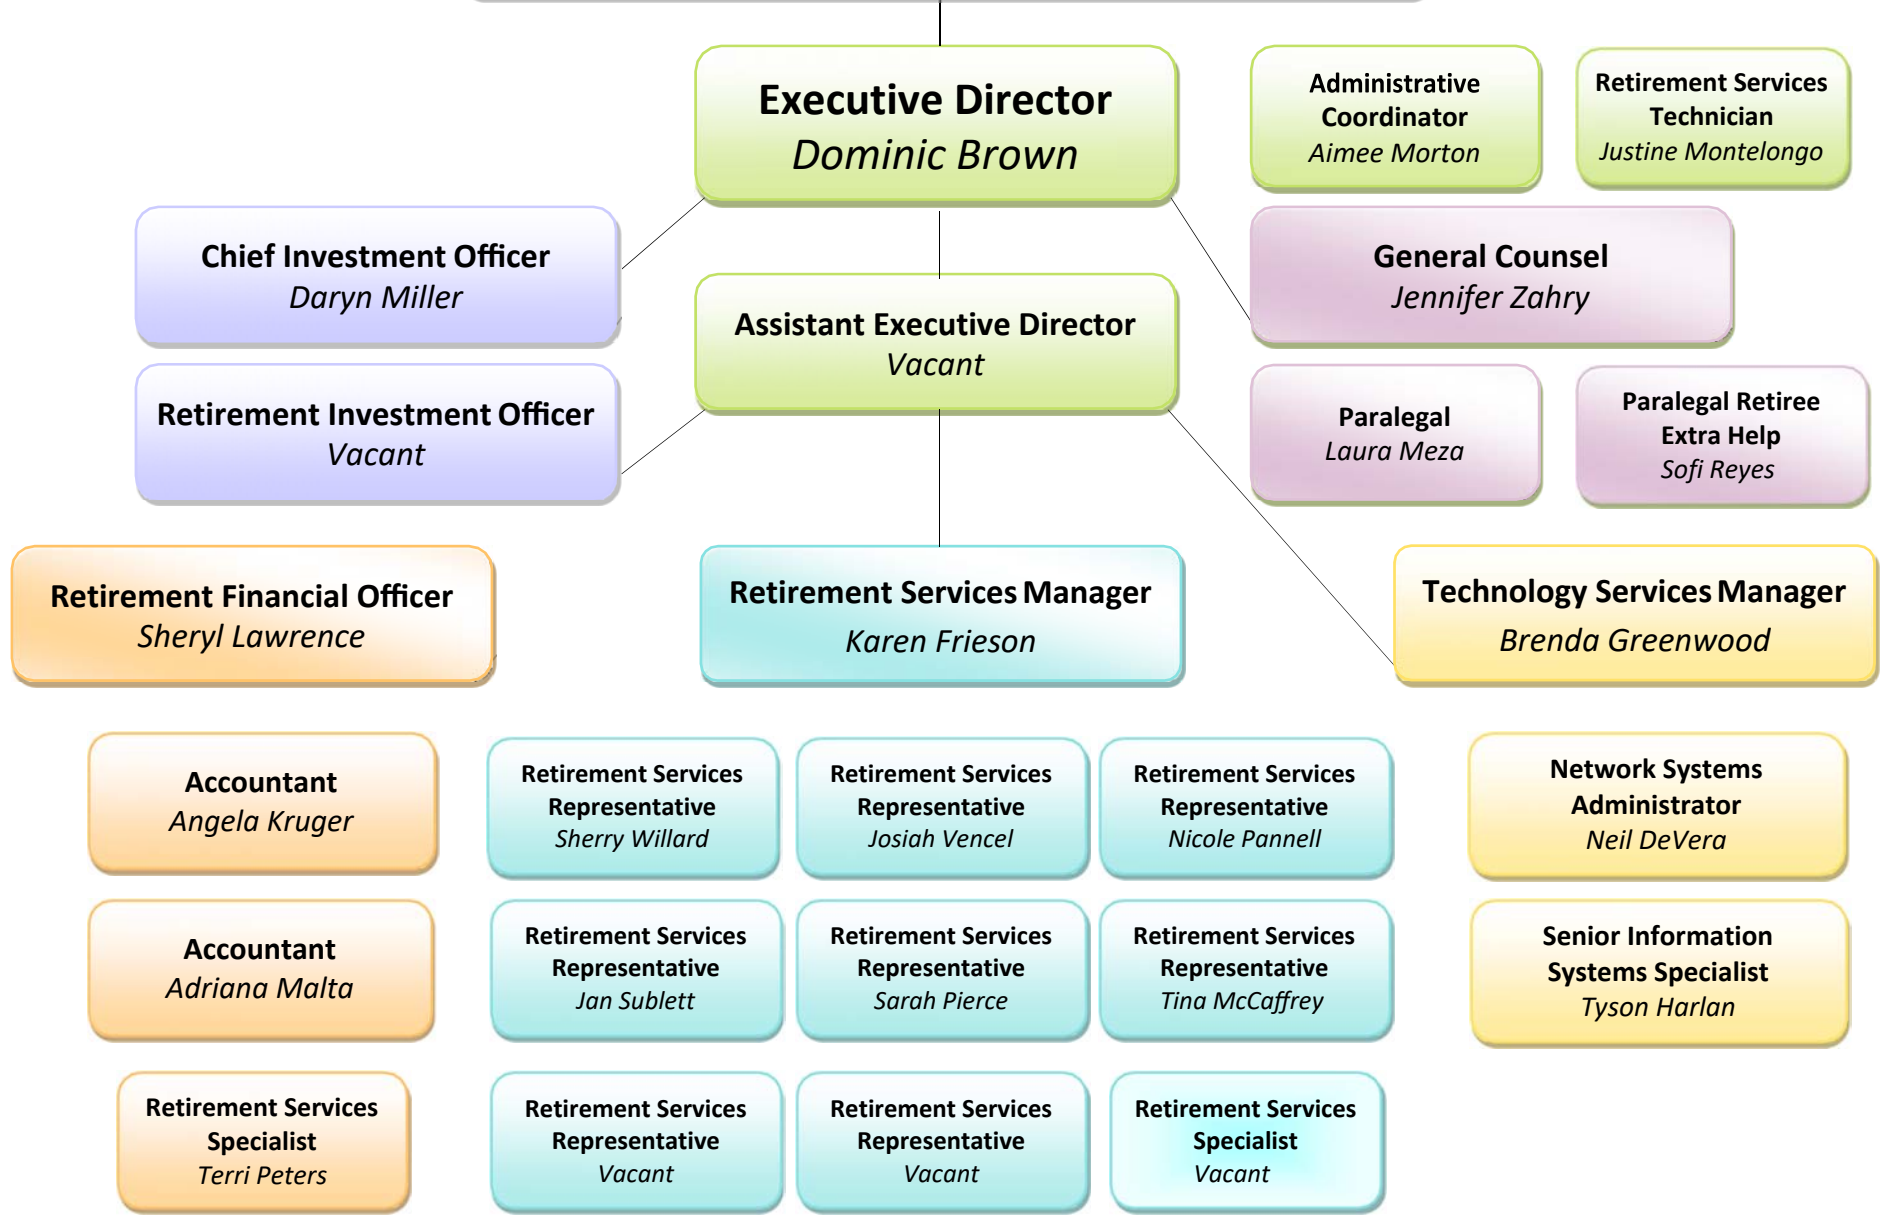 Executive Director
Dominic Brown
Administrative
Coordinator
Aimee Morton
Retirement Services
Technician
Justine Montelongo
Chief Investment Officer
Daryn Miller
General Counsel
Jennifer Zahry
Assistant Executive Director
Vacant
Retirement Investment Officer
Vacant
Paralegal
Laura Meza
Paralegal Retiree
Extra Help
Sofi Reyes
Retirement Financial Officer
Sheryl Lawrence
Retirement Services Manager
Karen Frieson
Technology Services Manager
Brenda Greenwood
Accountant
Angela Kruger
Retirement Services
Representative
Sherry Willard
Retirement Services
Representative
Josiah Vencel
Retirement Services
Representative
Nicole Pannell
Network Systems
Administrator
Neil DeVera
Accountant
Adriana Malta
Retirement Services
Representative
Jan Sublett
Retirement Services
Representative
Sarah Pierce
Retirement Services
Representative
Tina McCaffrey
Senior Information
Systems Specialist
Tyson Harlan
Retirement Services
Specialist
Terri Peters
Retirement Services
Representative
Vacant
Retirement Services
Representative
Vacant
Retirement Services
Specialist
Vacant